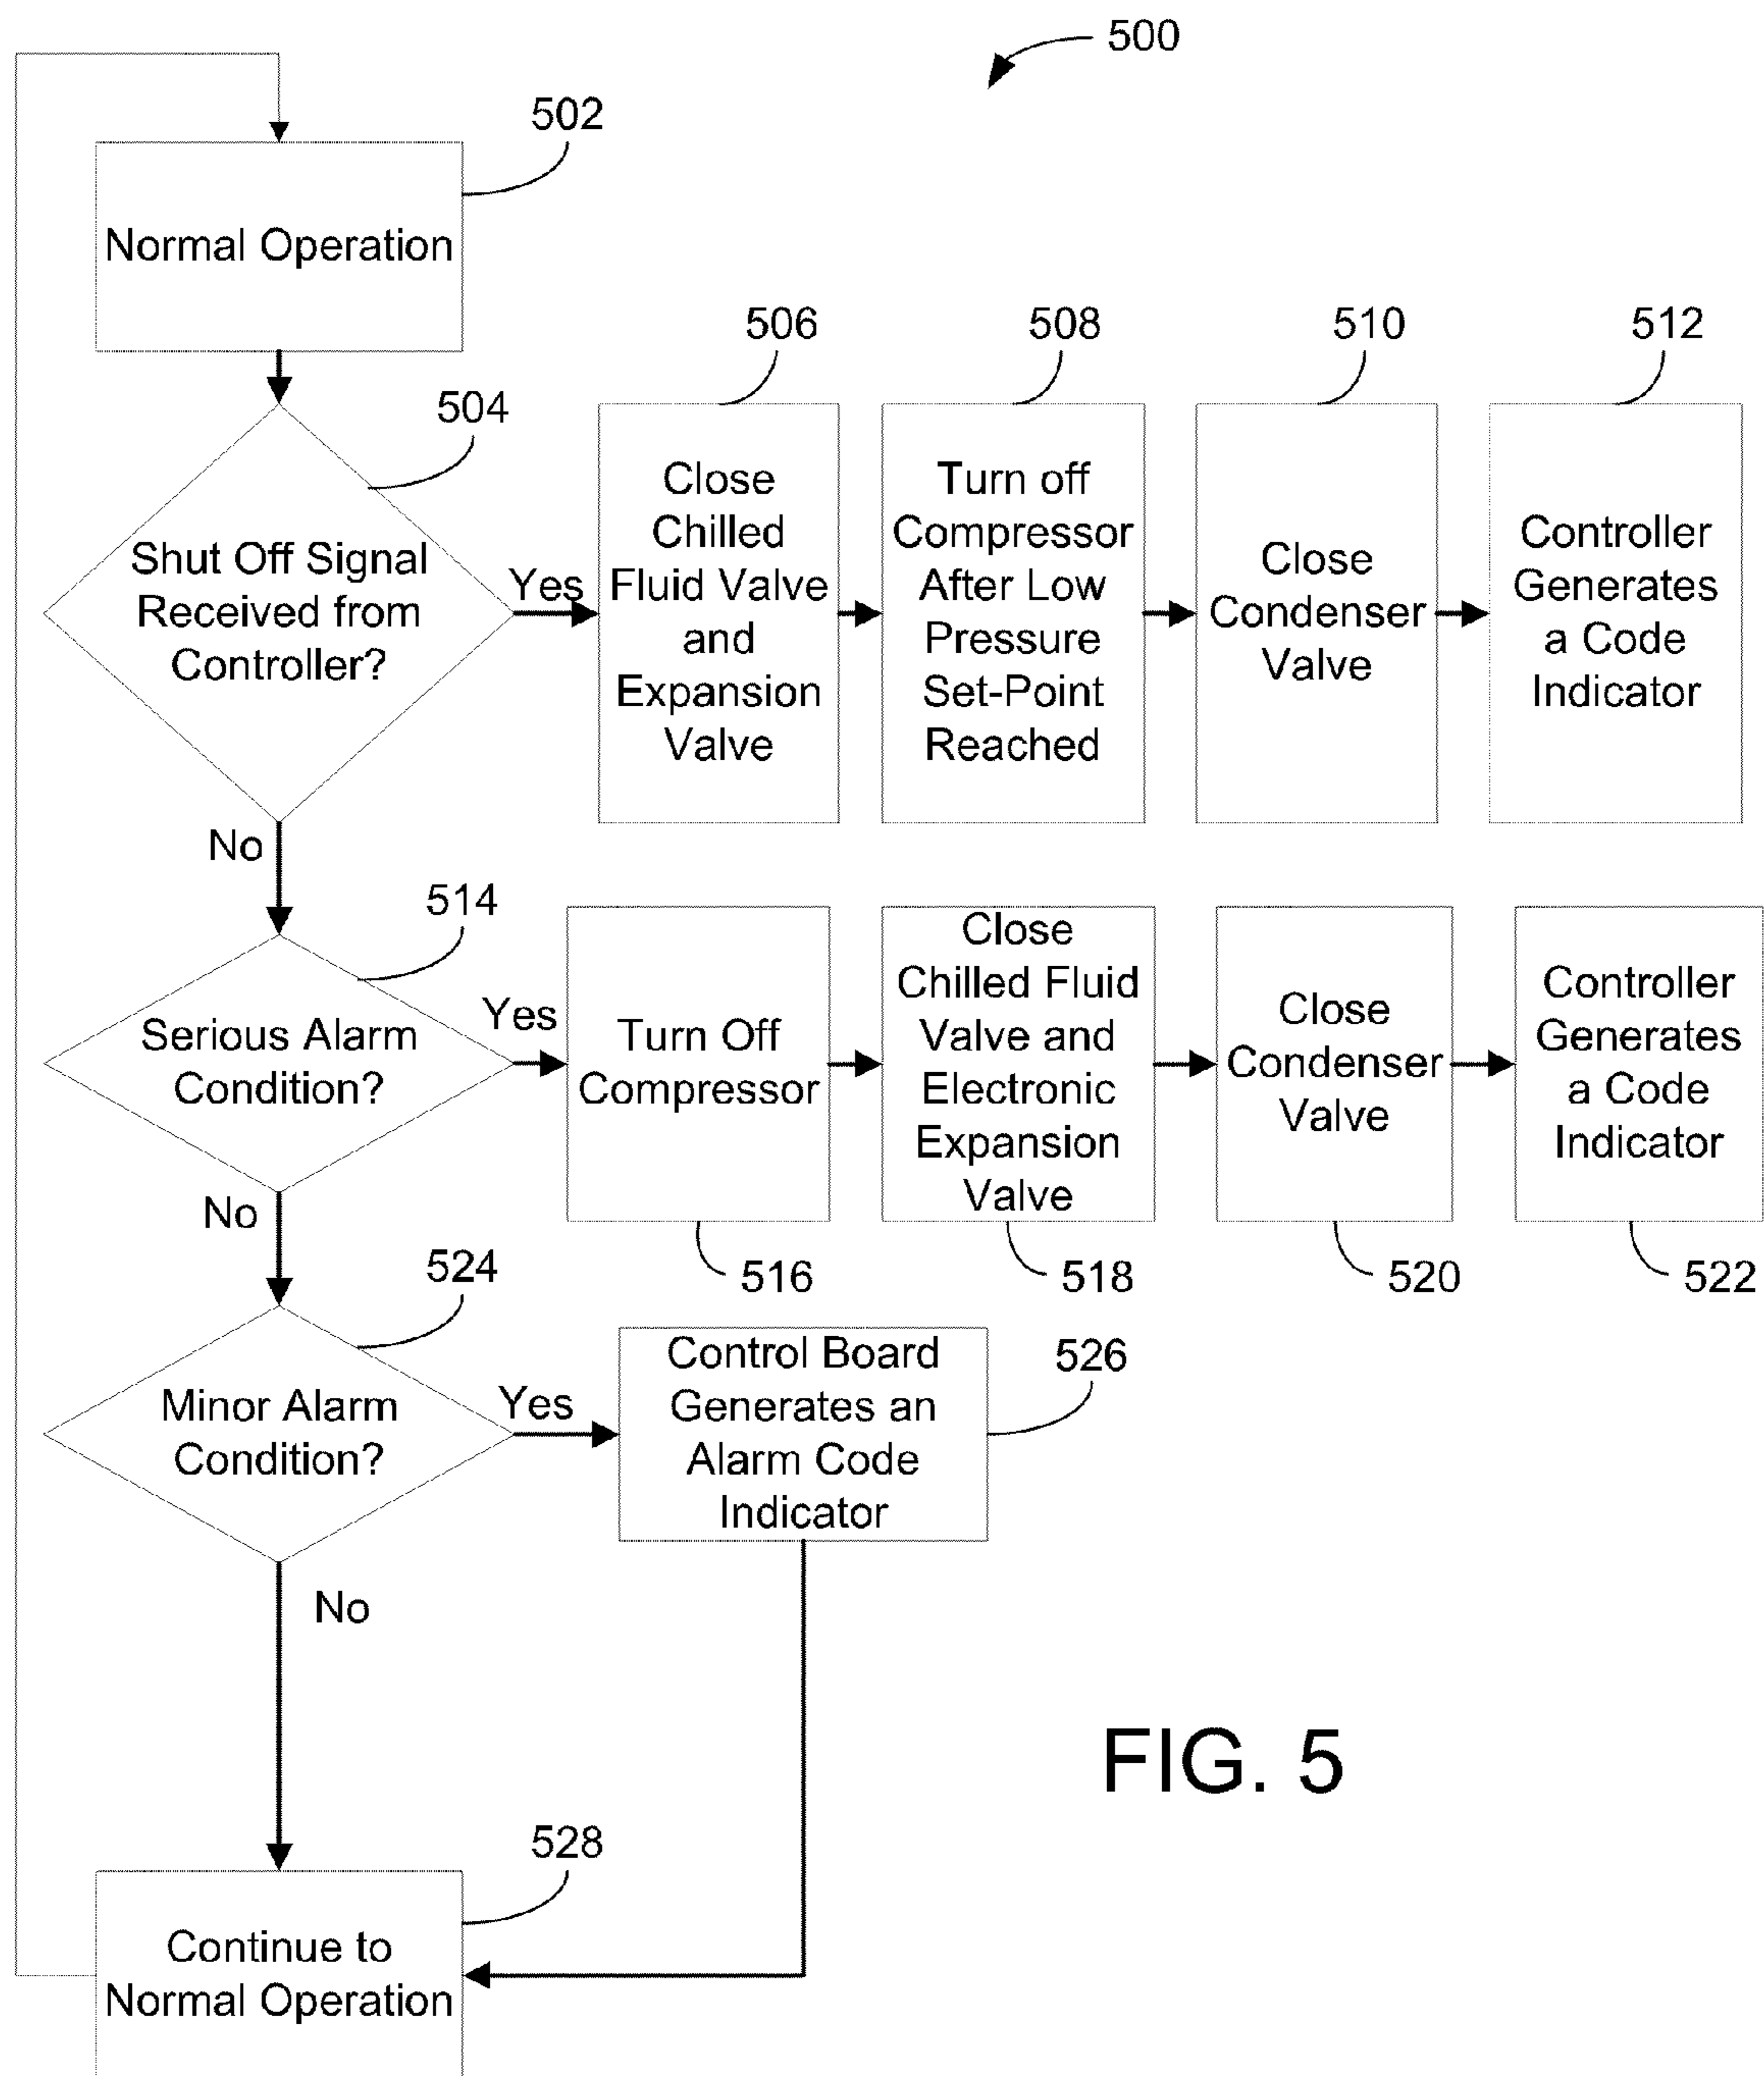 500
502
Normal Operation
504
Shut Off Signal
Received from
Controller?
Yes
506
Close
Chilled
Fluid Valve
and
Expansion
Valve
508
Turn off
Compressor
After Low
Pressure
Set-Point
Reached
510
Close
Condenser
Valve
512
Controller
Generates
a Code
Indicator
No
514
Serious Alarm
Condition?
Yes
Turn Off
Compressor
516
Close
Chilled Fluid
Valve and
Electronic
Expansion
Valve
518
Close
Condenser
Valve
520
Controller
Generates
a Code
Indicator
522
No
524
Minor Alarm
Condition?
Yes
Control Board
Generates an
Alarm Code
Indicator
526
No
528
Continue to
Normal Operation
FIG. 5